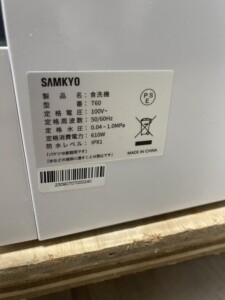 SAMKYO
製品名：食洗機
型番：T60
定格電圧：100V~
定格周波数：50/60Hz
定格水圧：0.04~1.0MPa
定格消費電力：610W
防水レベル：IPX1
PSE
MADE IN CHINA